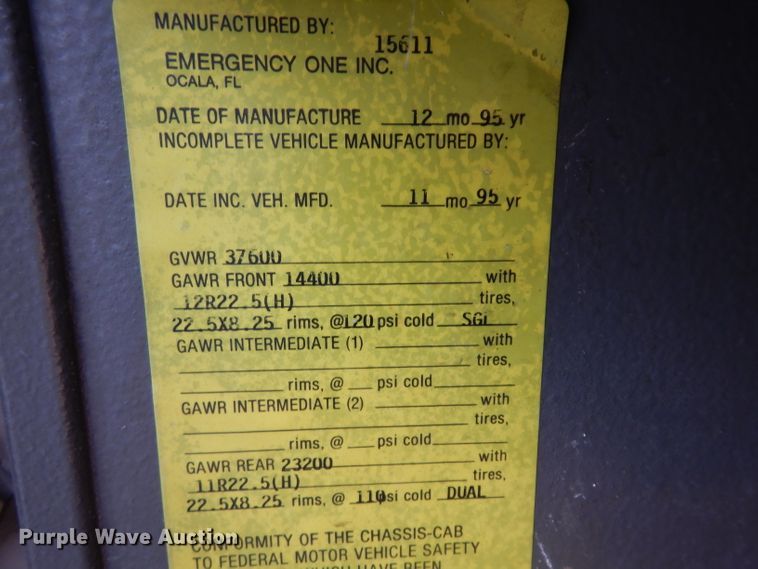 MANUFACTURED BY:
15611
EMERGENCY ONE INC.
OCALA, FL
DATE OF MANUFACTURE 12 mo 95 yr
INCOMPLETE VEHICLE MANUFACTURED BY:
DATE INC. VEH. MFD. 11 mo 95 yr
GVWR 37600
GAWR FRONT 14400 with
12R22.5(H) tires,
22.5X8.25 rims, @120 psi cold SGL
GAWR INTERMEDIATE (1) with
tires,
rims, @ psi cold
GAWR INTERMEDIATE (2) with
tires,
rims, @ psi cold
GAWR REAR 23200 with
11R22.5(H) tires,
22.5X8.25 rims, @ 110 psi cold DUAL
Purple Wave Auction
CONFORMITY OF THE CHASSIS-CAB
TO FEDERAL MOTOR VEHICLE SAFETY
WHICH HAVE BEEN